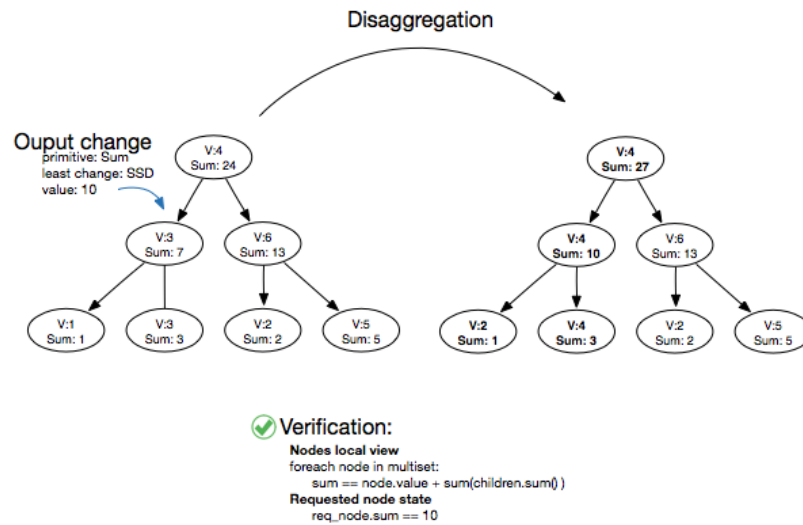 Disaggregation
Ouput change
primitive: Sum
least change: SSD
value: 10
V:4
Sum: 24
V:3
Sum: 7
V:6
Sum: 13
V:1
Sum: 1
V:3
Sum: 3
V:2
Sum: 2
V:5
Sum: 5
V:4
Sum: 27
V:4
Sum: 10
V:6
Sum: 13
V:2
Sum: 1
V:4
Sum: 3
V:2
Sum: 2
V:5
Sum: 5
Verification:
Nodes local view
foreach node in multiset:
sum == node.value + sum(children.sum() )
Requested node state
req_node.sum == 10